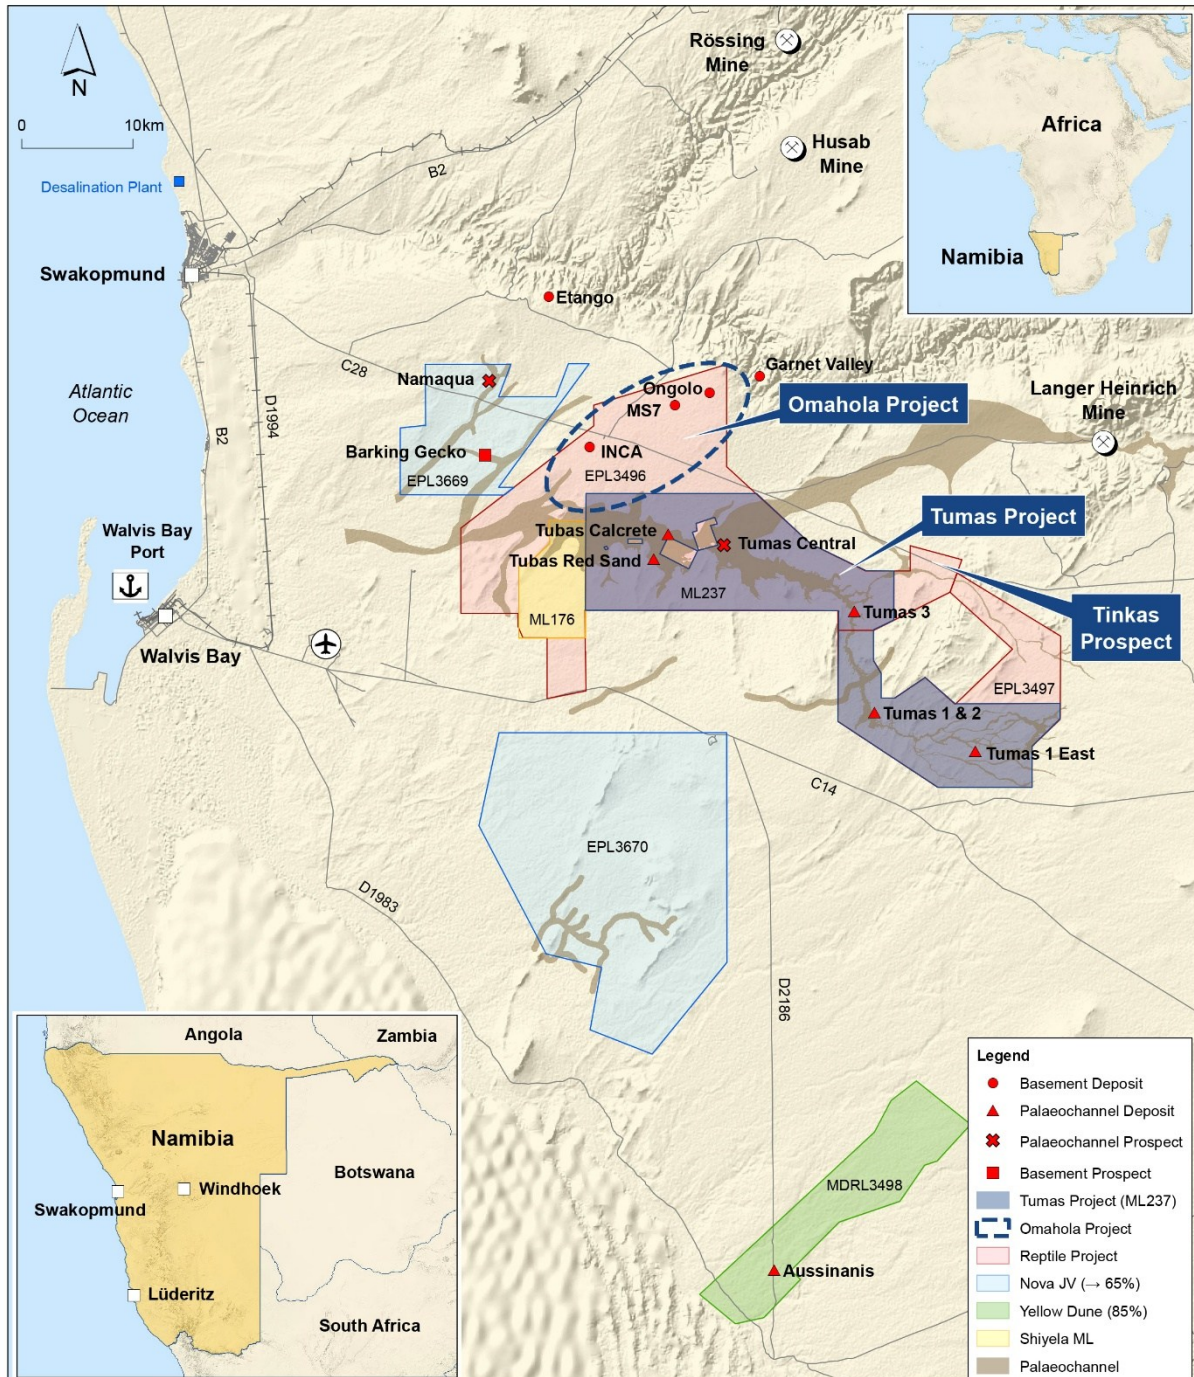 N
0
10km
Rössing
Mine
Husab
Mine
Africa
Namibia
Desalination Plant
B2
Swakopmund
Etango
Atlantic
Ocean
C28
B2
D1994
Namaqua
Ongolo
MS7
Garnet Valley
Omahola Project
Langer Heinrich
Mine
Barking Gecko
EPL3669
INCA
EPL3496
Walvis Bay
Port
Tubas Calcrete
Tubas Red Sand
Tumas Central
Tumas Project
ML176
ML237
Tumas 3
Tinkas
Prospect
Walvis Bay
EPL3497
Tumas 1 & 2
Tumas 1 East
C14
EPL3670
D1983
D2186
MDRL3498
Aussinanis
Angola
Zambia
Namibia
Botswana
Windhoek
Swakopmund
Lüderitz
South Africa
Legend
Basement Deposit
Palaeochannel Deposit
Palaeochannel Prospect
Basement Prospect
Tumas Project (ML237)
Omahola Project
Reptile Project
Nova JV (→ 65%)
Yellow Dune (85%)
Shiyela ML
Palaeochannel